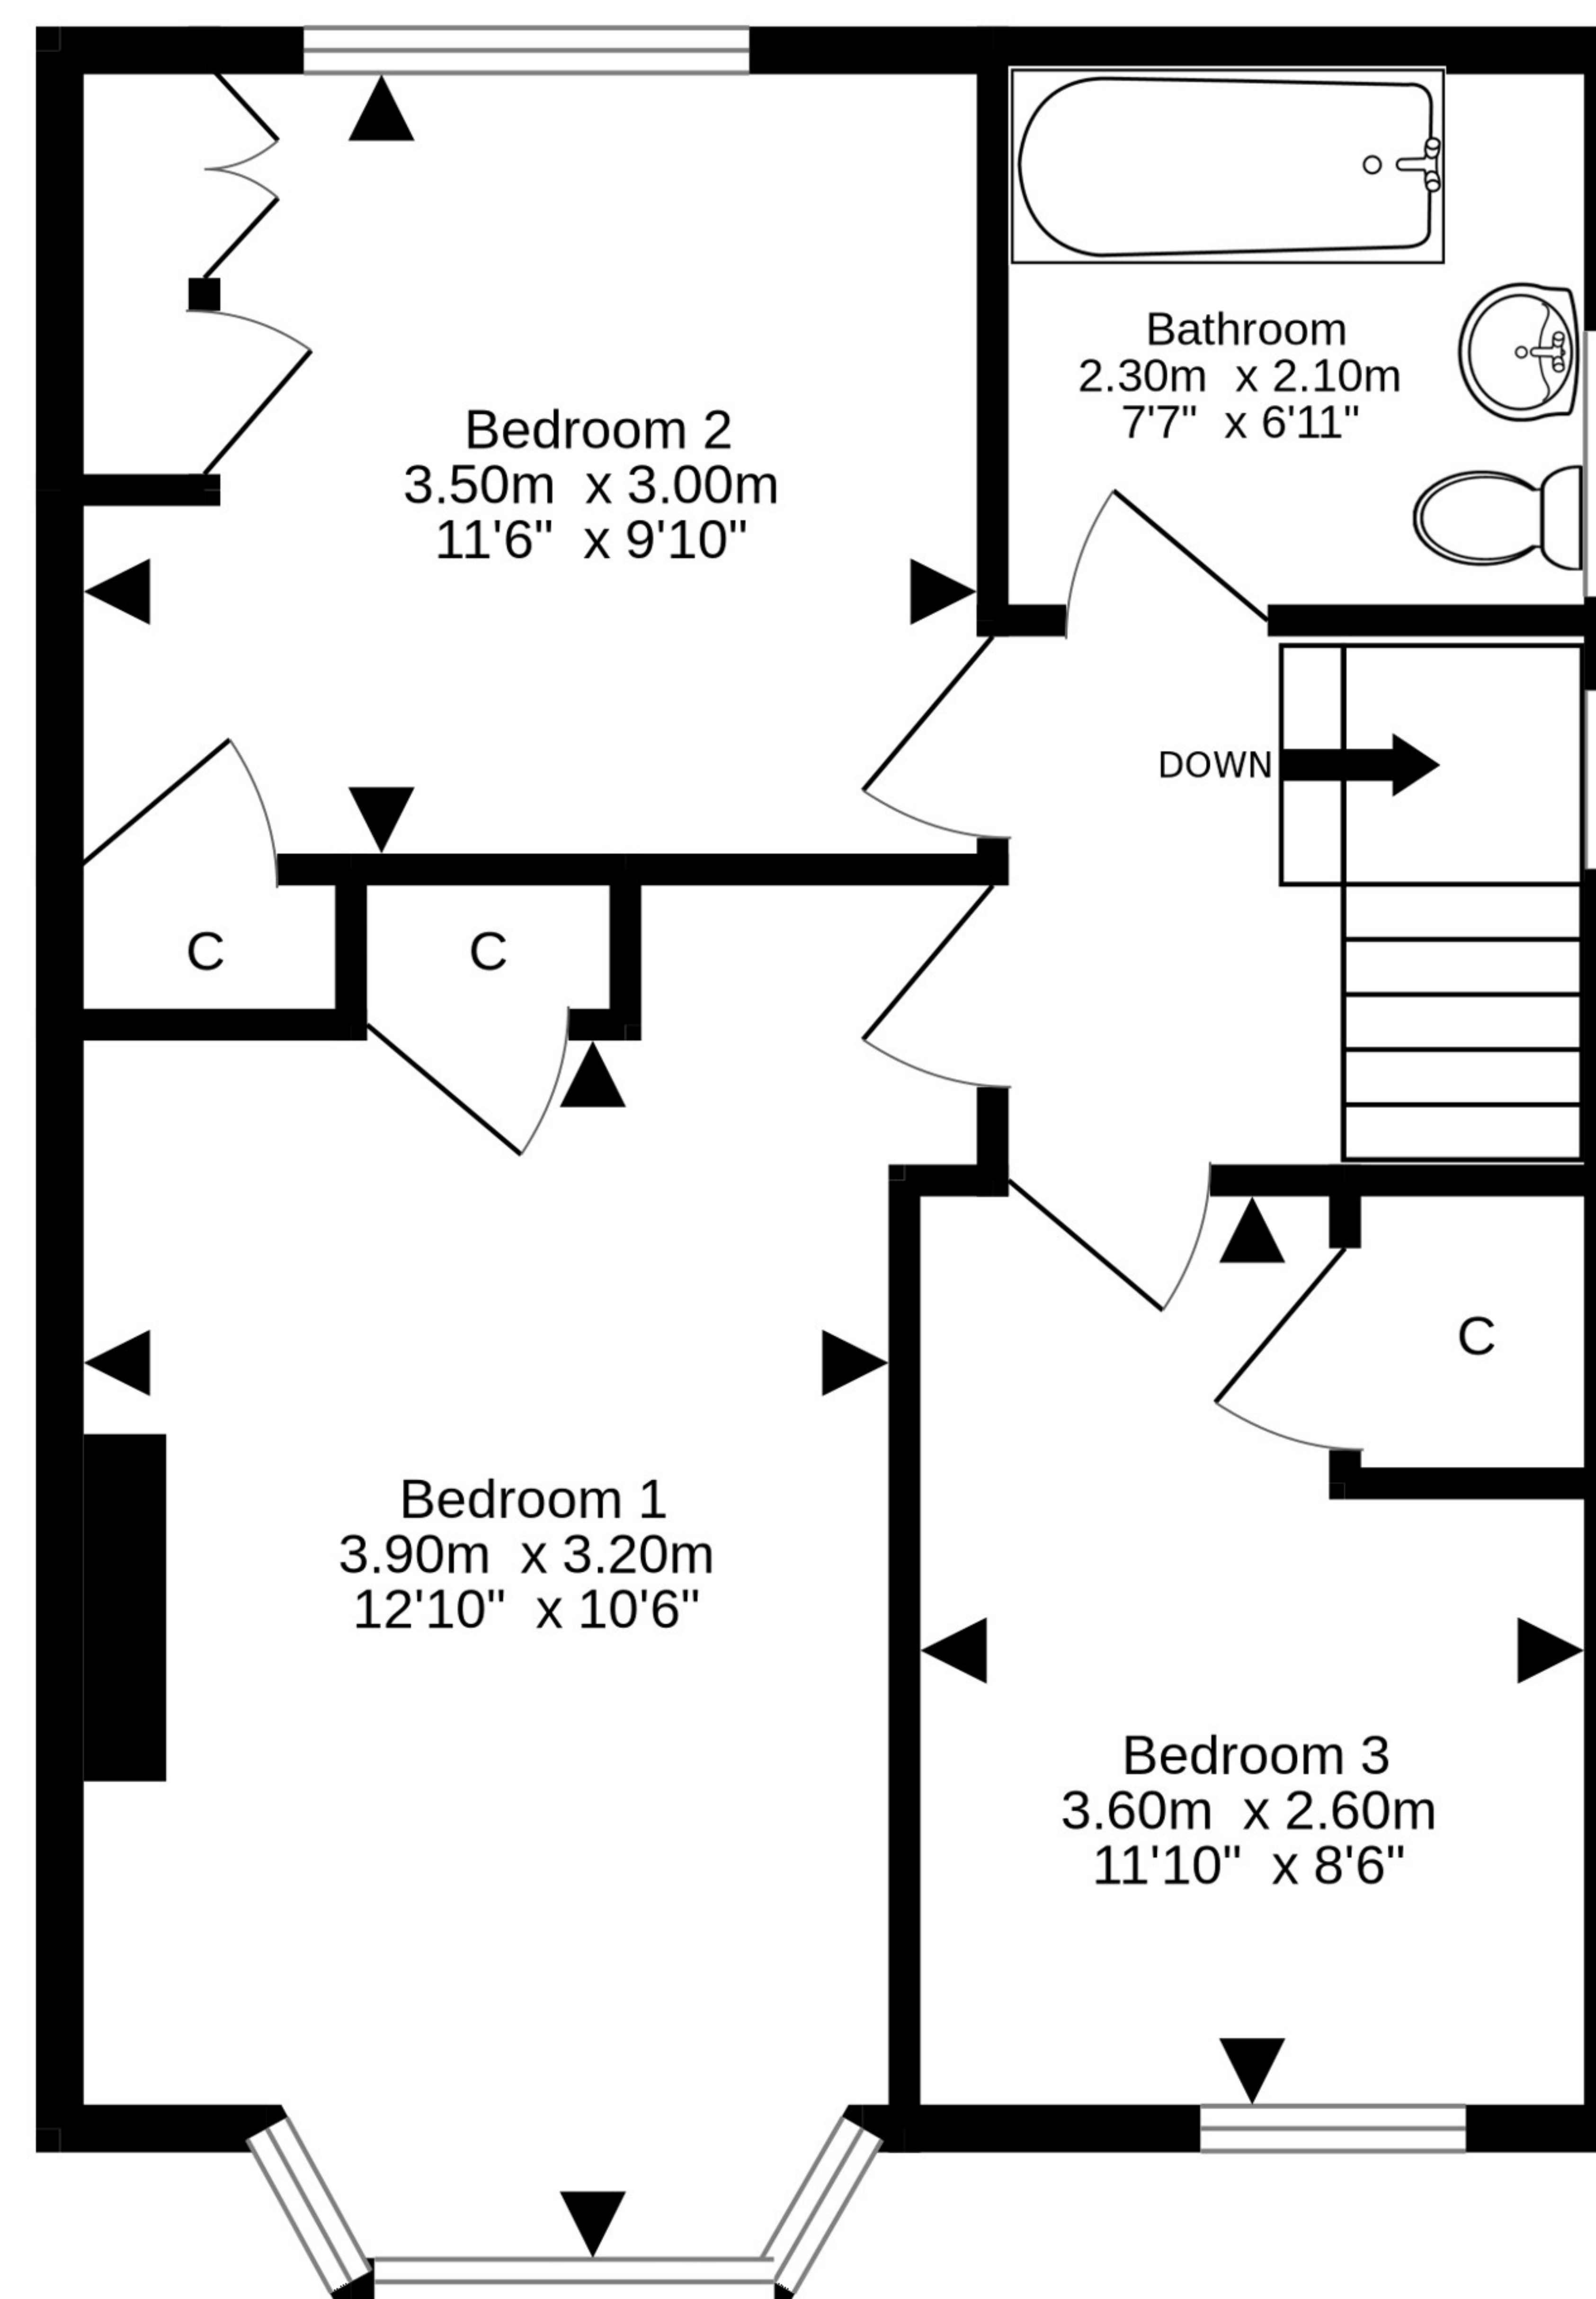 Bathroom
2.30m x 2.10m
7'7" x 6'11"
Bedroom 2
3.50m x 3.00m
11'6" x 9'10"
DOWN
C
C
C
Bedroom 1
3.90m x 3.20m
12'10" x 10'6"
Bedroom 3
3.60m x 2.60m
11'10" x 8'6"